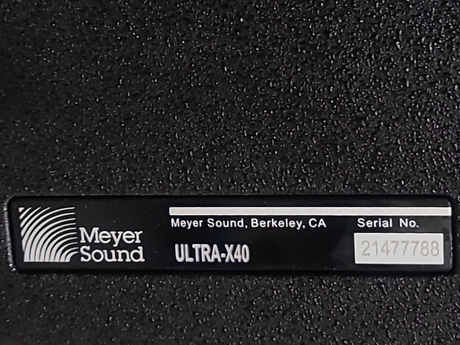 Meyer
Sound
Meyer Sound, Berkeley, CA
ULTRA-X40
Serial No.
21477788